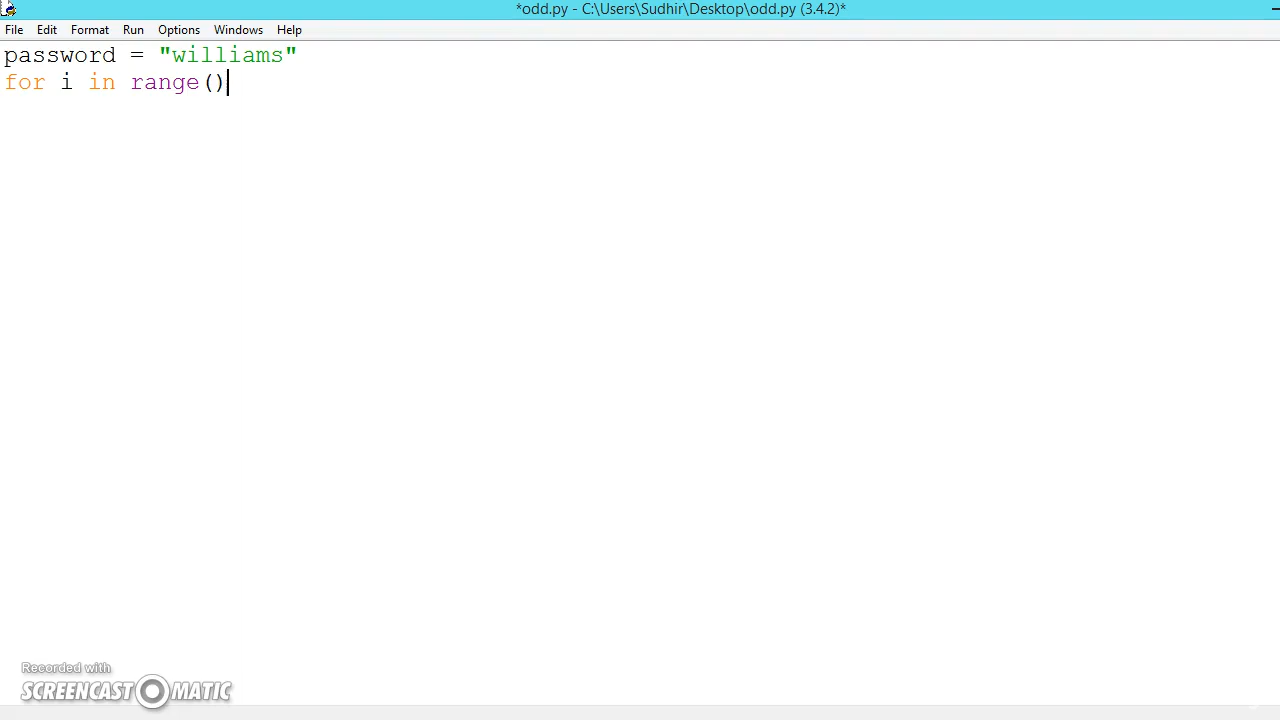 *odd.py - C:\Users\Sudhir\Desktop\odd.py (3.4.2)*
File Edit Format Run Options Windows Help
password = "williams"
for i in range()
Recorded with
SCREENCAST MATIC